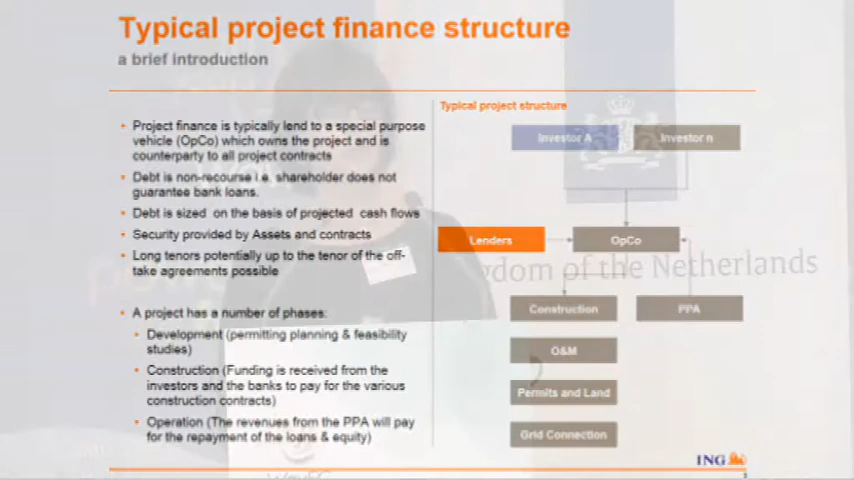 Typical project finance structure
a brief introduction
Project finance is typically lend to a special purpose
vehicle (OpCo) which owns the project and is
counterparty to all project contracts
Debt is non-recourse i.e. shareholder does not
guarantee bank loans.
Debt is sized on the basis of projected cash flows
Security provided by Assets and contracts
Long tenors potentially up to the tenor of the off-
take agreements possible
A project has a number of phases:
Development (permitting planning & feasibility
studies)
Construction (Funding is received from the
investors and the banks to pay for the various
construction contracts)
Operation (The revenues from the PPA will pay
for the repayment of the loans & equity)
Typical project structure
Investor A
Investor n
Lenders
OpCo
gdom of the Netherlands
Construction
PPA
O&M
Permits and Land
Grid Connection
ING
3